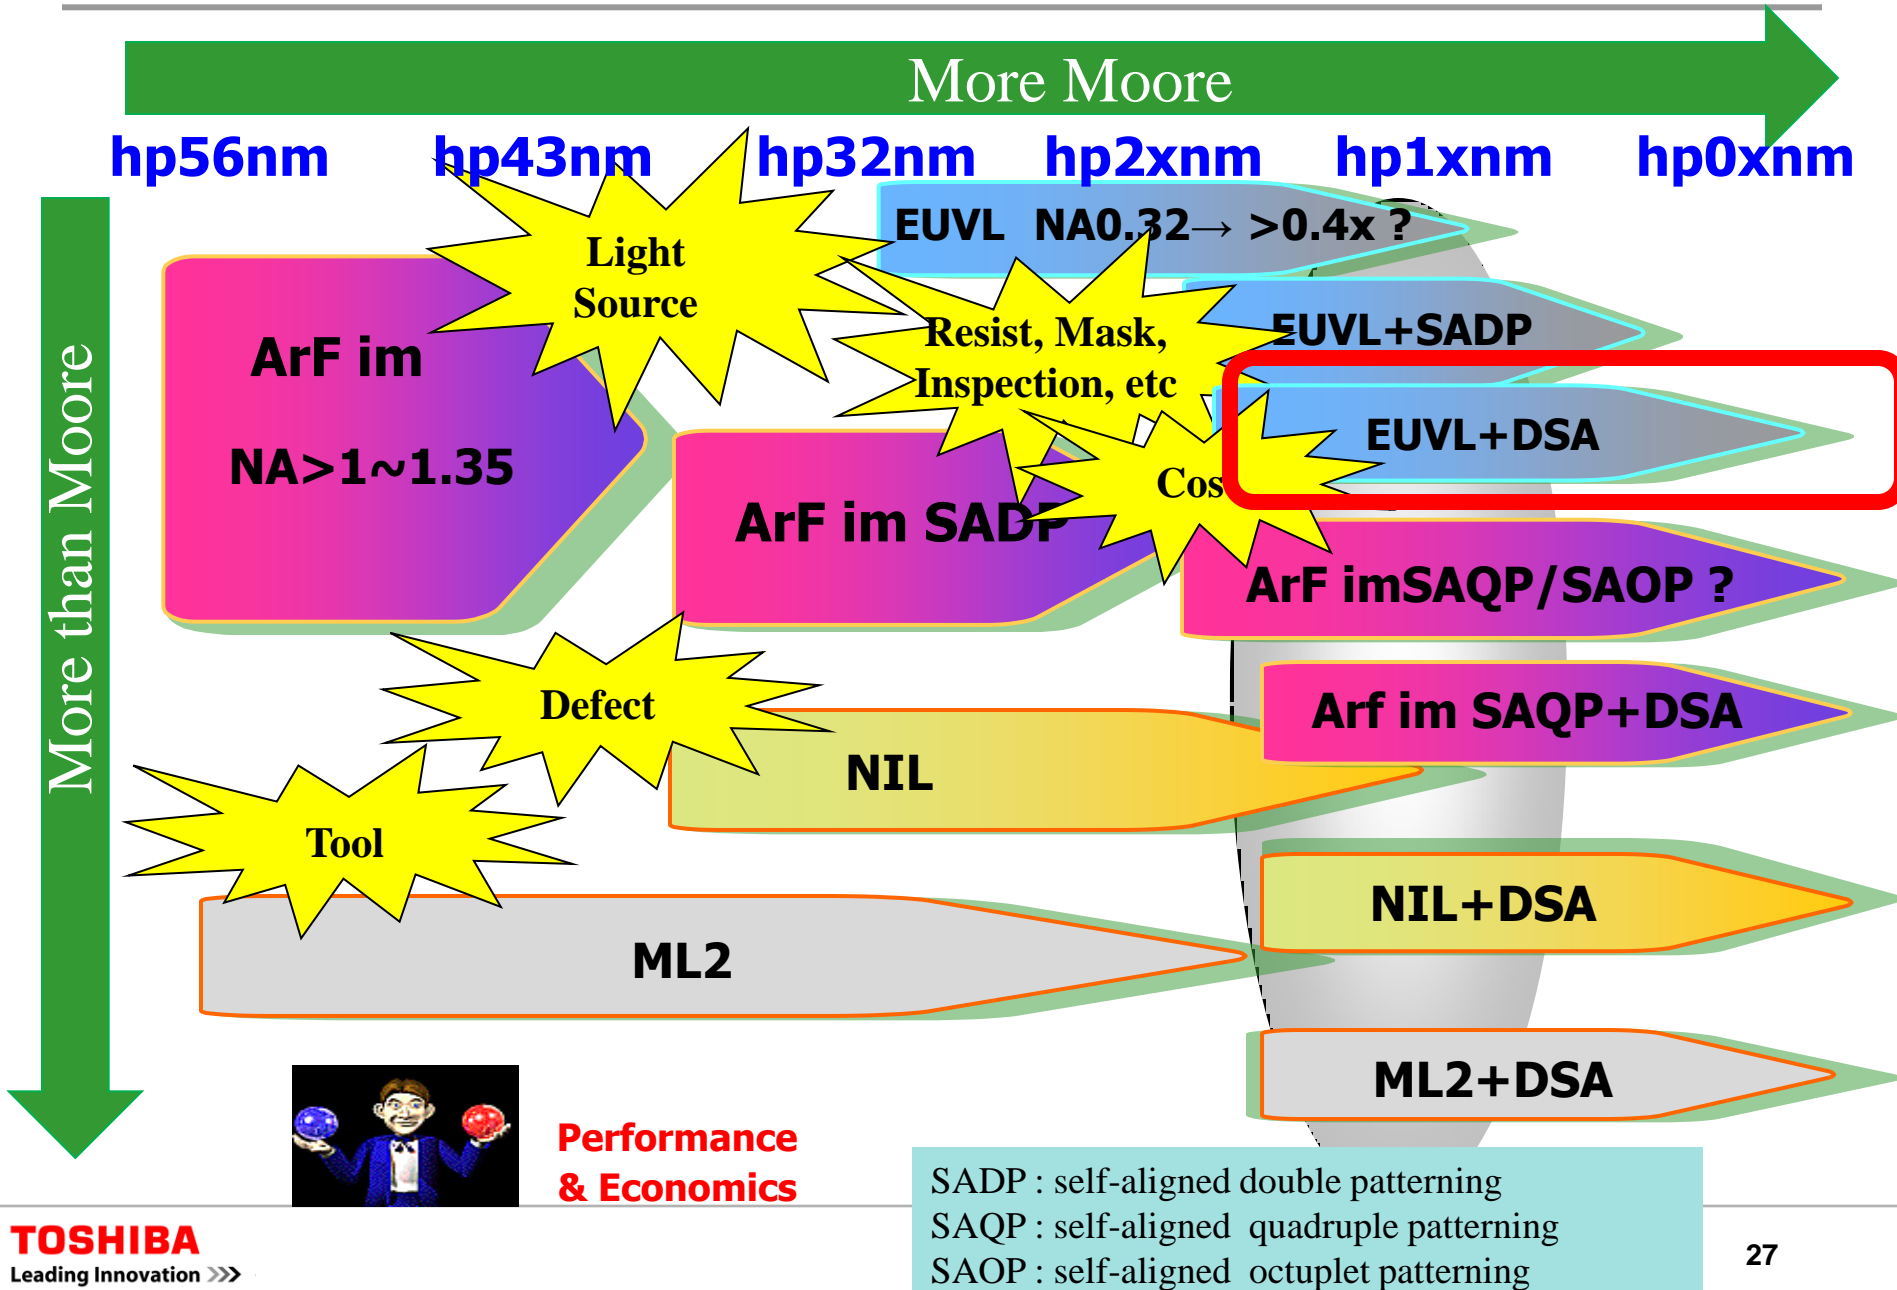 More Moore
hp56nm hp43nm hp32nm hp2xnm hp1xnm hp0xnm
More than Moore
EUVL NA0.32→ >0.4x ?
Light
Source
ArF im
NA>1~1.35
Resist, Mask,
Inspection, etc
EUVL+SADP
EUVL+DSA
Cos
ArF im SADP
ArF imSAQP/SAOP ?
Defect
Arf im SAQP+DSA
NIL
Tool
NIL+DSA
ML2
ML2+DSA
Performance
& Economics
SADP : self-aligned double patterning
SAQP : self-aligned quadruple patterning
SAOP : self-aligned octuplet patterning
TOSHIBA
Leading Innovation >>>
27